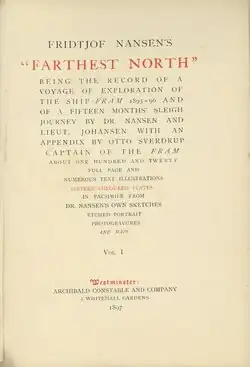 FRIDTJOF NANSEN'S
"FARTHEST NORTH"
BEING THE RECORD OF A
VOYAGE OF EXPLORATION OF
THE SHIP FRAM 1893-96 AND
OF A FIFTEEN MONTHS' SLEIGH
JOURNEY BY DR. NANSEN AND
LIEUT. JOHANSEN WITH AN
APPENDIX BY OTTO SVERDRUP
CAPTAIN OF THE FRAM
ABOUT ONE HUNDRED AND TWENTY
FULL PAGE AND
NUMEROUS TEXT ILLUSTRATIONS
SIXTEEN COLOURED PLATES
IN FACSIMILE FROM
DR. NANSEN'S OWN SKETCHES
ETCHED PORTRAIT
PHOTOGRAVURES
AND MAPS
VOL. I
Westminster:
ARCHIBALD CONSTABLE AND COMPANY
2 WHITEHALL GARDENS
1897